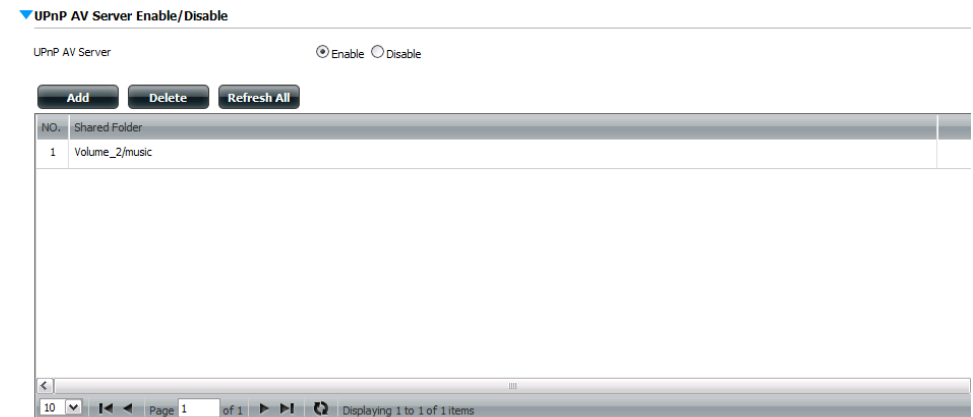 UPnP AV Server Enable/Disable
UPnP AV Server Enable Disable
Add Delete Refresh All
NO. Shared Folder
1 Volume_2/music
10 Page 1 of 1 Displaying 1 to 1 of 1 items